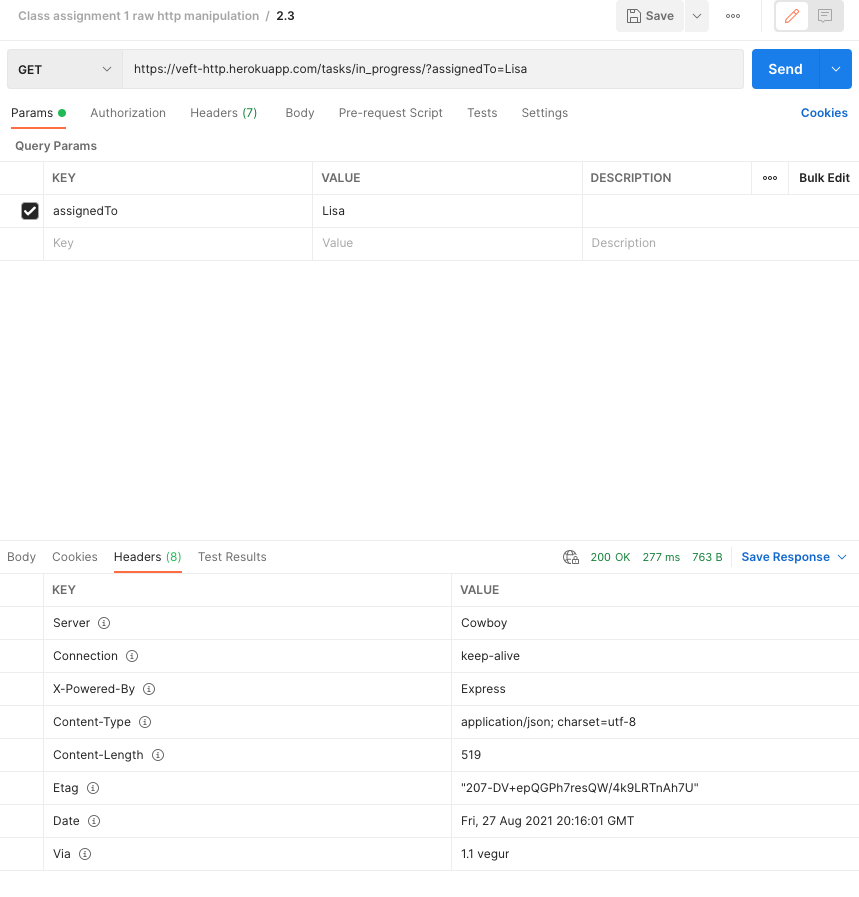 Class assignment 1 raw http manipulation / 2.3
Save
GET
https://veft-http.herokuapp.com/tasks/in_progress/?assignedTo=Lisa
Send
Params Authorization Headers (7) Body Pre-request Script Tests Settings Cookies
Query Params
KEY VALUE DESCRIPTION Bulk Edit
assignedTo Lisa
Key Value Description
Body Cookies Headers (8) Test Results 200 OK 277 ms 763 B Save Response
KEY VALUE
Server Cowboy
Connection keep-alive
X-Powered-By Express
Content-Type application/json; charset=utf-8
Content-Length 519
Etag "207-DV+epQGPh7resQW/4k9LRTnAh7U"
Date Fri, 27 Aug 2021 20:16:01 GMT
Via 1.1 vegur